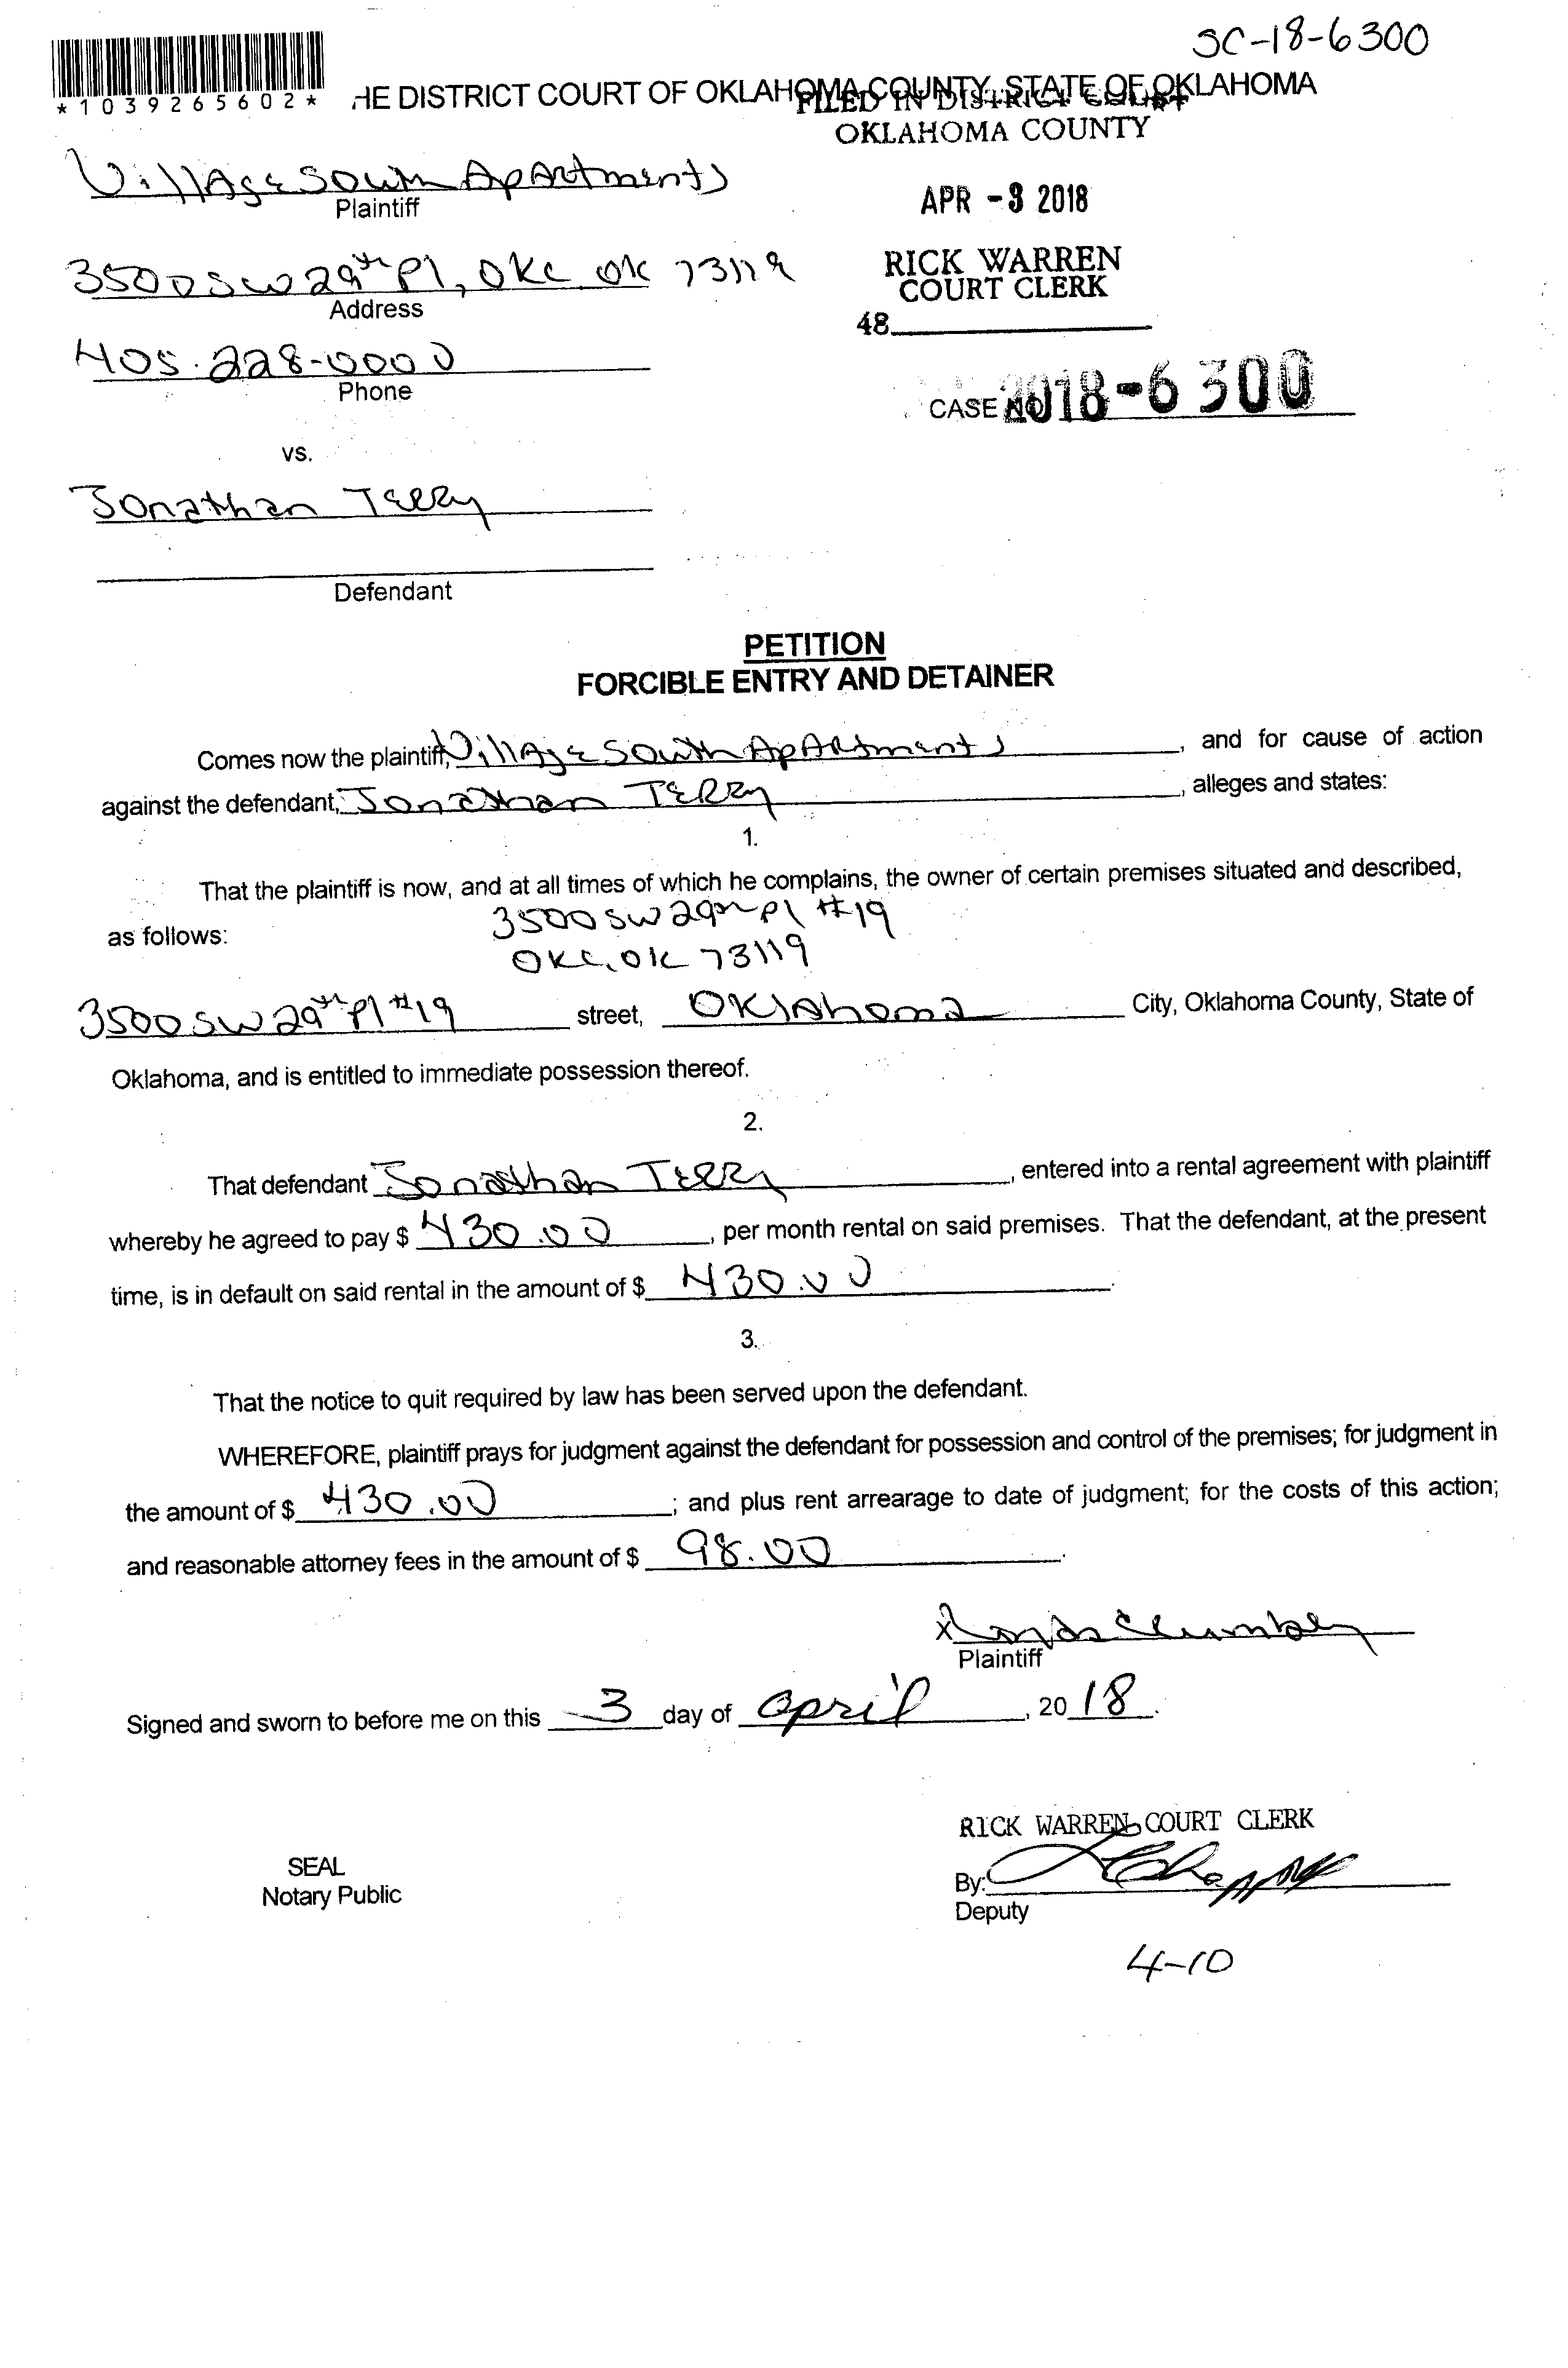 SC-18-6300
*1039265602*
HE DISTRICT COURT OF OKLAHOMA COUNTY, STATE OF OKLAHOMA
FILED IN DISTRICT COURT
OKLAHOMA COUNTY
Village South Apartments
Plaintiff
APR -3 2018
3500 SW 29th Pl, OKC OK 73119
Address
RICK WARREN
COURT CLERK
48
405.228-0000
Phone
CASE NO. 2018-6300
vs.
Jonathan Terry
Defendant
PETITION
FORCIBLE ENTRY AND DETAINER
Comes now the plaintiff, Village South Apartments, and for cause of action
against the defendant, Jonathan Terry, alleges and states:
1.
That the plaintiff is now, and at all times of which he complains, the owner of certain premises situated and described,
as follows: 3500 SW 29th Pl #19
OKC, OK 73119
3500 SW 29th Pl #19 street, Oklahoma City, Oklahoma County, State of
Oklahoma, and is entitled to immediate possession thereof.
2.
That defendant Jonathan Terry, entered into a rental agreement with plaintiff
whereby he agreed to pay $ 430.00, per month rental on said premises. That the defendant, at the present
time, is in default on said rental in the amount of $ 430.00.
3.
That the notice to quit required by law has been served upon the defendant.
WHEREFORE, plaintiff prays for judgment against the defendant for possession and control of the premises; for judgment in
the amount of $ 430.00; and plus rent arrearage to date of judgment; for the costs of this action;
and reasonable attorney fees in the amount of $ 98.00.
X
Plaintiff
Signed and sworn to before me on this 3 day of april, 2018.
RICK WARREN COURT CLERK
SEAL
Notary Public
By:
Deputy
4-10